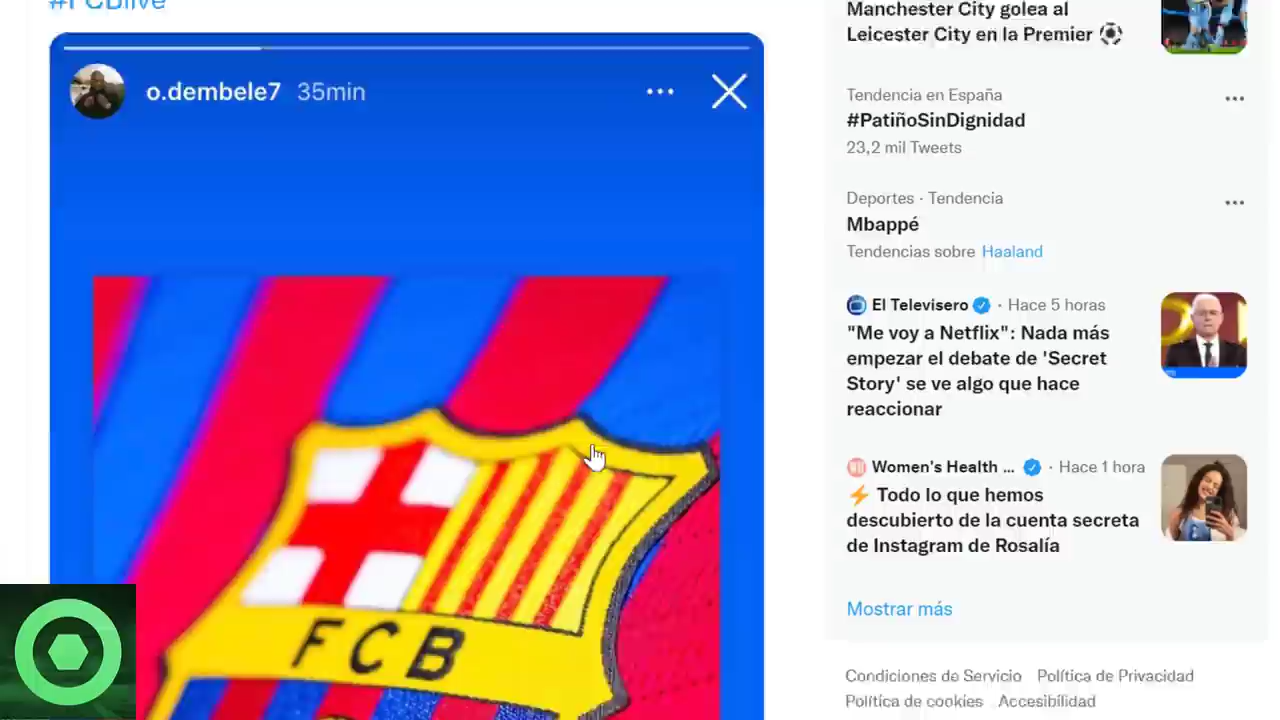 #FCBlive
o.dembele7 35min
FCB
Manchester City golea al
Leicester City en la Premier ⚽
Tendencia en España
#PatiñoSinDignidad
23,2 mil Tweets
Deportes · Tendencia
Mbappé
Tendencias sobre Haaland
El Televisero · Hace 5 horas
"Me voy a Netflix": Nada más
empezar el debate de 'Secret
Story' se ve algo que hace
reaccionar
Women's Health ... · Hace 1 hora
⚡ Todo lo que hemos
descubierto de la cuenta secreta
de Instagram de Rosalía
Mostrar más
Condiciones de Servicio Política de Privacidad
Política de cookies Accesibilidad